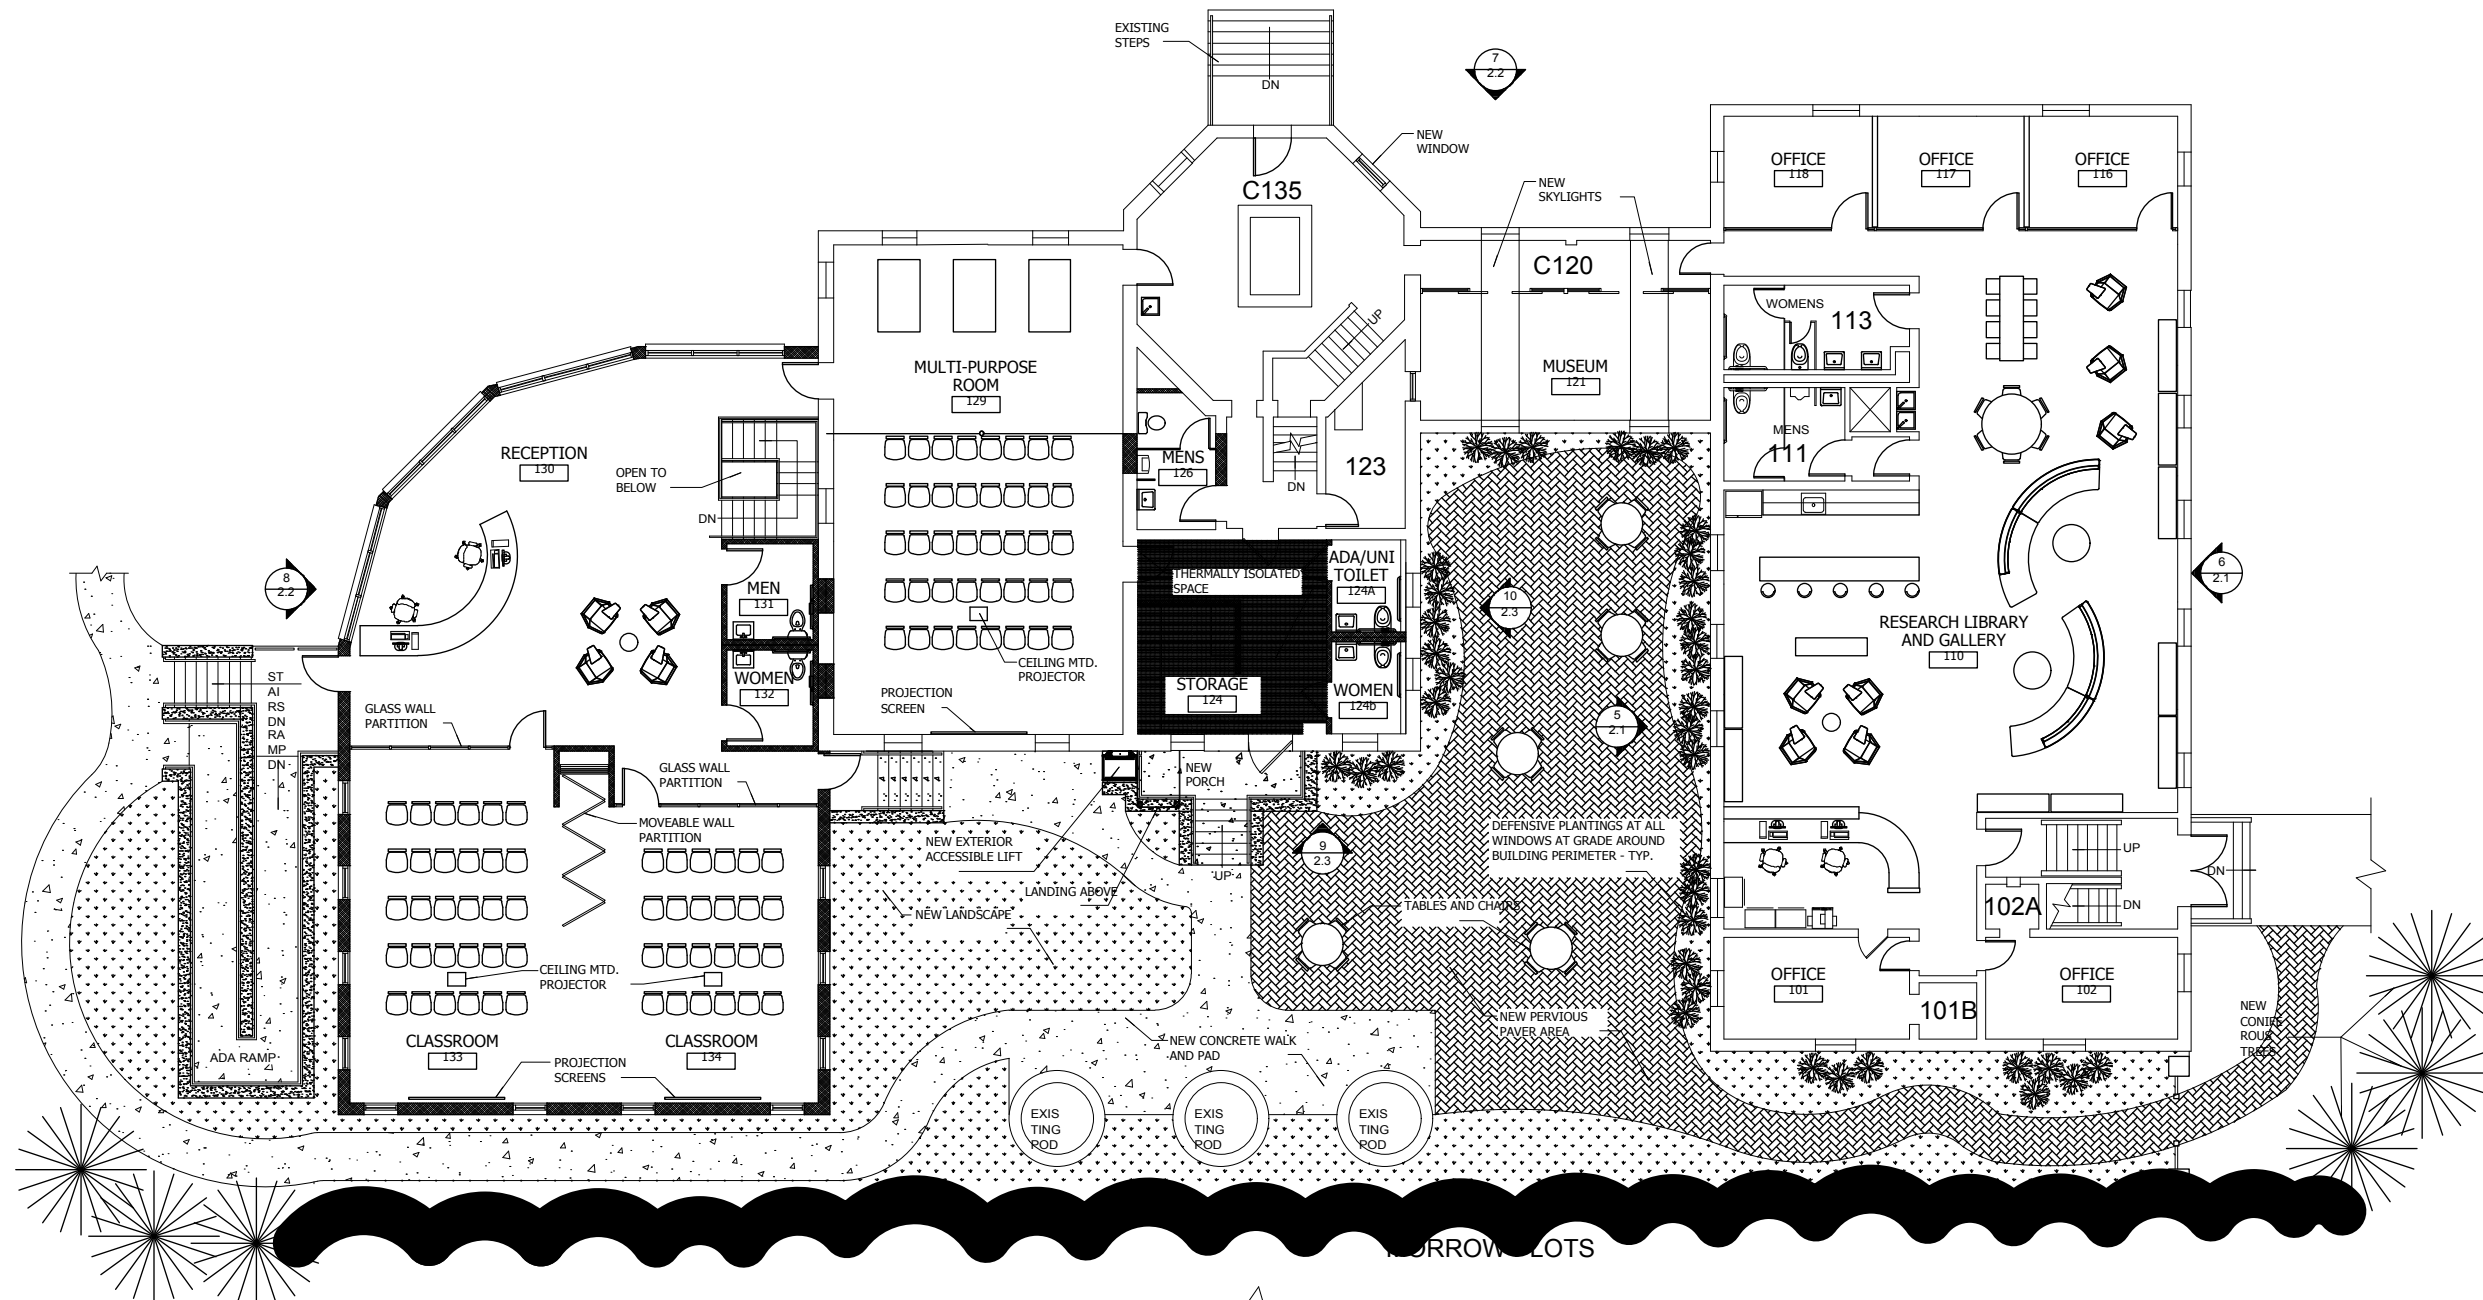 EXISTING
STEPS
DN
7
2.2
NEW
WINDOW
C135
NEW
SKYLIGHTS
OFFICE
118
OFFICE
117
OFFICE
116
C120
WOMENS
113
UP
MULTI-PURPOSE
ROOM
129
MUSEUM
121
RECEPTION
130
OPEN TO
BELOW
DN
MENS
126
DN
123
MENS
111
8
2.2
MEN
131
THERMALLY ISOLATED
SPACE
ADA/UNI
TOILET
124A
10
2.3
6
2.1
RESEARCH LIBRARY
AND GALLERY
110
CEILING MTD.
PROJECTOR
WOMEN
132
PROJECTION
SCREEN
STORAGE
124
WOMEN
124b
5
2.1
ST
AI
RS
DN
RA
MP
DN
GLASS WALL
PARTITION
GLASS WALL
PARTITION
NEW
PORCH
MOVEABLE WALL
PARTITION
NEW EXTERIOR
ACCESSIBLE LIFT
9
2.3
DEFENSIVE PLANTINGS AT ALL
WINDOWS AT GRADE AROUND
BUILDING PERIMETER - TYP.
UP
DN
UP
LANDING ABOVE
NEW LANDSCAPE
TABLES AND CHAIRS
102A
DN
CEILING MTD.
PROJECTOR
OFFICE
101
OFFICE
102
101B
NEW PERVIOUS
PAVER AREA
NEW
CONIFE
ROUS
TREES
CLASSROOM
133
CLASSROOM
134
NEW CONCRETE WALK
AND PAD
ADA RAMP
PROJECTION
SCREENS
EXIS
TING
POD
EXIS
TING
POD
EXIS
TING
POD
LOTS